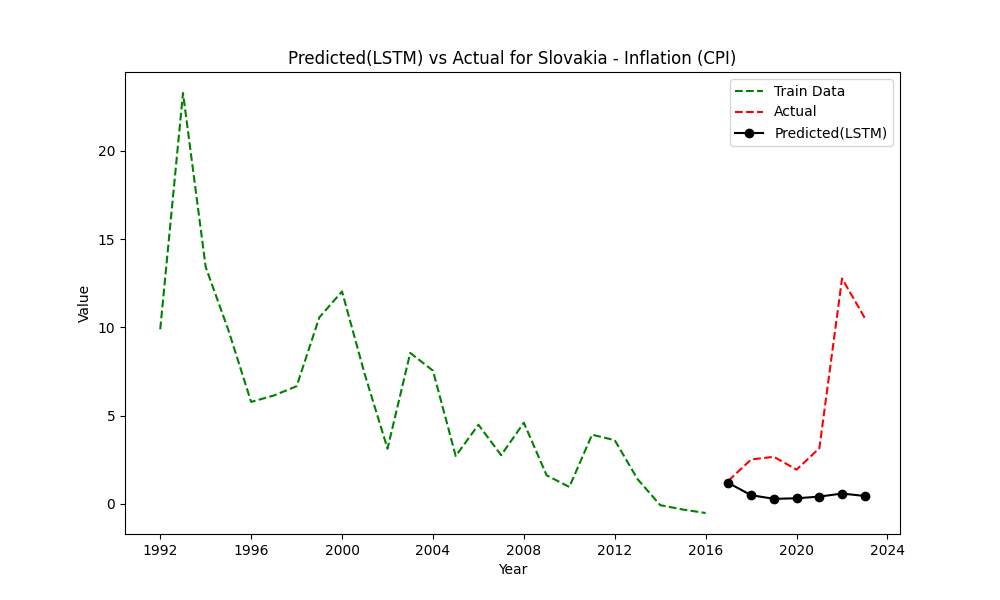 Predicted(LSTM) vs Actual for Slovakia - Inflation (CPI)
Train Data
Actual
Predicted(LSTM)
Value
20
15
10
5
0
1992 1996 2000 2004 2008 2012 2016 2020 2024
Year